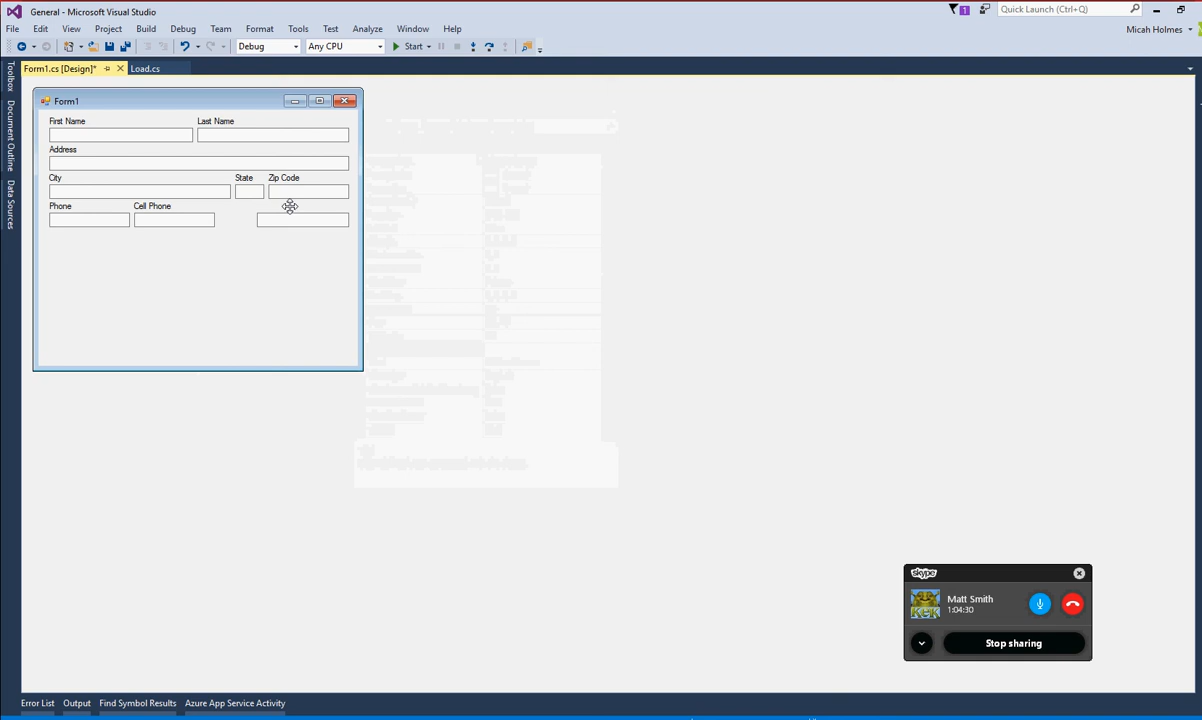 General - Microsoft Visual Studio
1
Quick Launch (Ctrl+Q)
File Edit View Project Build Debug Team Format Tools Test Analyze Window Help
Micah Holmes
Debug Any CPU Start
Form1.cs [Design]* Load.cs
Toolbox
Document Outline
Data Sources
Form1
First Name Last Name
Address
City State Zip Code
Phone Cell Phone
skype
Matt Smith
1:04:30
KEK
Stop sharing
Error List Output Find Symbol Results Azure App Service Activity